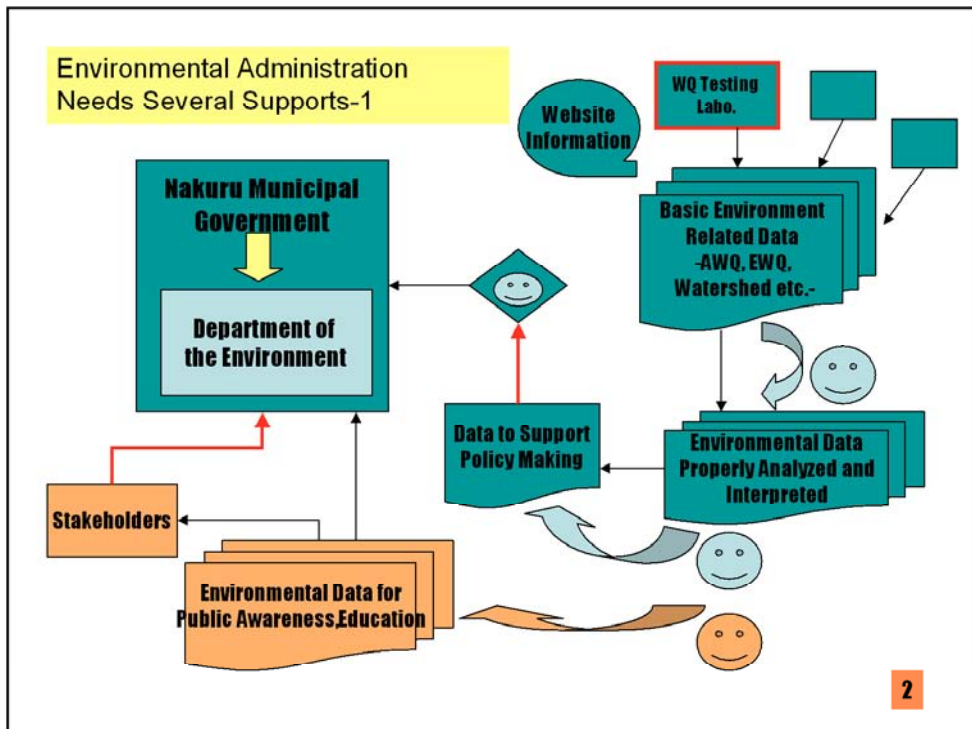 Environmental Administration
Needs Several Supports-1
WQ Testing
Labo.
Website
Information
Nakuru Municipal
Government
Basic Environment
Related Data
-AWQ, EWQ,
Watershed etc.-
Department of
the Environment
Data to Support
Policy Making
Environmental Data
Properly Analyzed and
Interpreted
Stakeholders
Environmental Data for
Public Awareness,Education
2